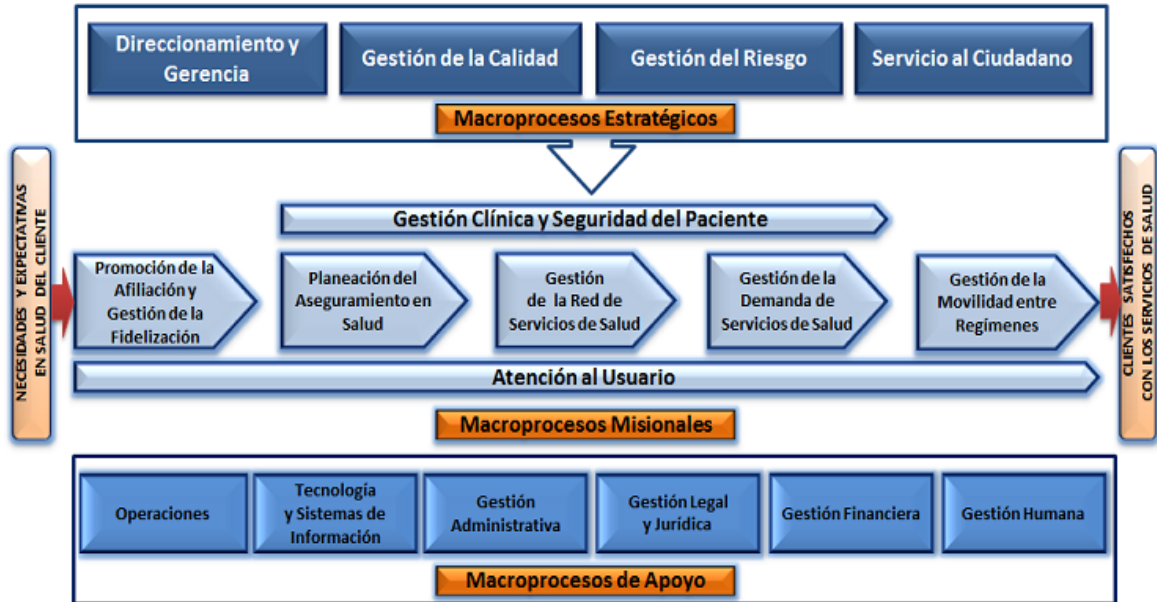 Direccionamiento y
Gerencia
Gestión de la Calidad
Gestión del Riesgo
Servicio al Ciudadano
Macroprocesos Estratégicos
NECESIDADES Y EXPECTATIVAS
EN SALUD DEL CLIENTE
Gestión Clínica y Seguridad del Paciente
Promoción de la
Afiliación y
Gestión de la
Fidelización
Planeación del
Aseguramiento en
Salud
Gestión
de la Red de
Servicios de Salud
Gestión de la
Demanda de
Servicios de Salud
Gestión de la
Movilidad entre
Regímenes
CLIENTES SATISFECHOS
CON LOS SERVICIOS DE SALUD
Atención al Usuario
Macroprocesos Misionales
Operaciones
Tecnología
y Sistemas de
Información
Gestión
Administrativa
Gestión Legal
y Jurídica
Gestión Financiera
Gestión Humana
Macroprocesos de Apoyo